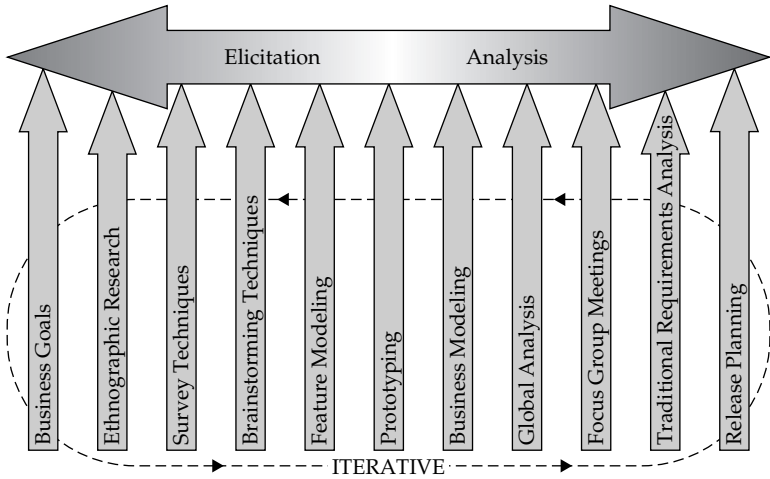 Elicitation
Analysis
Business Goals
Ethnographic Research
Survey Techniques
Brainstorming Techniques
Feature Modeling
Prototyping
Business Modeling
Global Analysis
Focus Group Meetings
Traditional Requirements Analysis
Release Planning
ITERATIVE